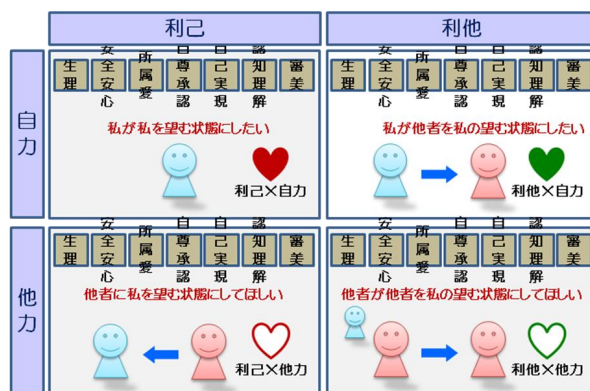 利己
利他
自力
生理 安全安心 所属愛 自尊承認 自己実現 認知理解 審美
私が私を望む状態にしたい
利己×自力
生理 安全安心 所属愛 自尊承認 自己実現 認知理解 審美
私が他者を私の望む状態にしたい
利他×自力
他力
生理 安全安心 所属愛 自尊承認 自己実現 認知理解 審美
他者に私を望む状態にしてほしい
利己×他力
生理 安全安心 所属愛 自尊承認 自己実現 認知理解 審美
他者が他者を私の望む状態にしてほしい
利他×他力